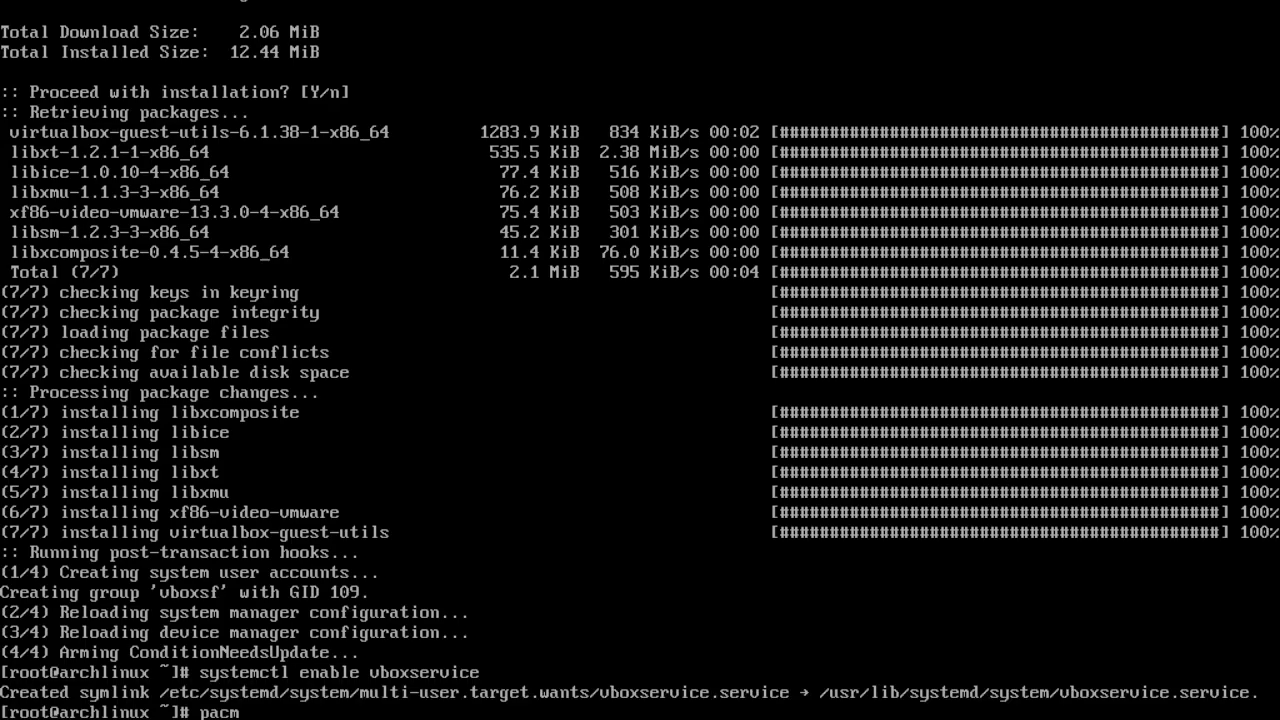 Total Download Size:    2.06 MiB
Total Installed Size:  12.44 MiB
:: Proceed with installation? [Y/n]
:: Retrieving packages...
virtualbox-guest-utils-6.1.38-1-x86_64         1283.9 KiB   834 KiB/s 00:02 [############################################] 100%
libxt-1.2.1-1-x86_64                            535.5 KiB  2.38 MiB/s 00:00 [############################################] 100%
libice-1.0.10-4-x86_64                           77.4 KiB   516 KiB/s 00:00 [############################################] 100%
libxmu-1.1.3-3-x86_64                            76.2 KiB   508 KiB/s 00:00 [############################################] 100%
xf86-video-vmware-13.3.0-4-x86_64                75.4 KiB   503 KiB/s 00:00 [############################################] 100%
libsm-1.2.3-3-x86_64                             45.2 KiB   301 KiB/s 00:00 [############################################] 100%
libxcomposite-0.4.5-4-x86_64                     11.4 KiB  76.0 KiB/s 00:00 [############################################] 100%
Total (7/7)                                       2.1 MiB   595 KiB/s 00:04 [############################################] 100%
(7/7) checking keys in keyring                                               [############################################] 100%
(7/7) checking package integrity                                             [############################################] 100%
(7/7) loading package files                                                  [############################################] 100%
(7/7) checking for file conflicts                                            [############################################] 100%
(7/7) checking available disk space                                          [############################################] 100%
:: Processing package changes...
(1/7) installing libxcomposite                                               [############################################] 100%
(2/7) installing libice                                                      [############################################] 100%
(3/7) installing libsm                                                       [############################################] 100%
(4/7) installing libxt                                                       [############################################] 100%
(5/7) installing libxmu                                                      [############################################] 100%
(6/7) installing xf86-video-vmware                                           [############################################] 100%
(7/7) installing virtualbox-guest-utils                                      [############################################] 100%
:: Running post-transaction hooks...
(1/4) Creating system user accounts...
Creating group 'vboxsf' with GID 109.
(2/4) Reloading system manager configuration...
(3/4) Reloading device manager configuration...
(4/4) Arming ConditionNeedsUpdate...
[root@archlinux ~]# systemctl enable vboxservice
Created symlink /etc/systemd/system/multi-user.target.wants/vboxservice.service → /usr/lib/systemd/system/vboxservice.service.
[root@archlinux ~]# pacm